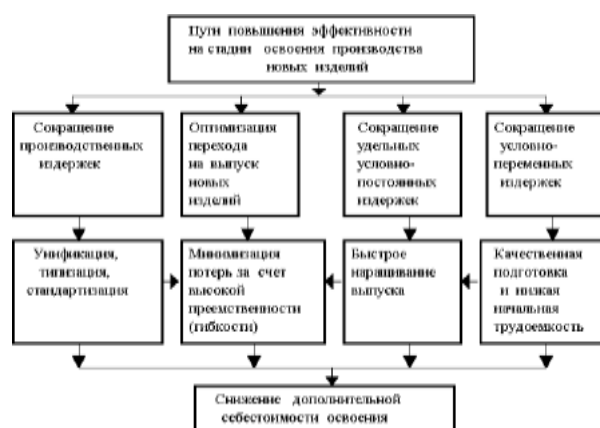 Пути повышения эффективности
на стадии освоения производства
новых изделий
Сокращение
производственных
издержек
Оптимизация
перехода
на выпуск
новых
изделий
Сокращение
удельных
условно-
постоянных
издержек
Сокращение
условно-
переменных
издержек
Унификация,
типизация,
стандартизация
Минимизация
потерь за счет
высокой
преемственности
(гибкости)
Быстрое
наращивание
выпуска
Качественная
подготовка
и низкая
начальная
трудоемкость
Снижение дополнительной
себестоимости освоения